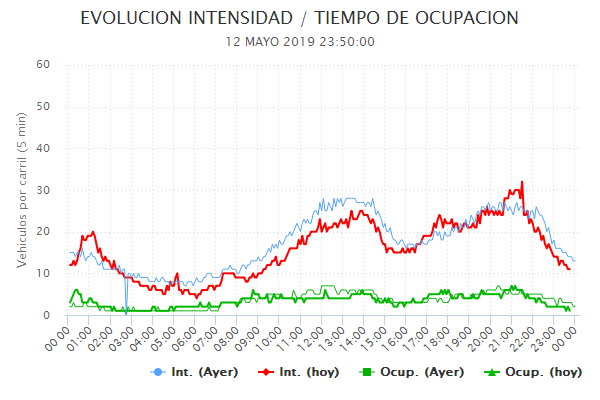 EVOLUCION INTENSIDAD / TIEMPO DE OCUPACION
12 MAYO 2019 23:50:00
Vehiculos por carril (5 min)
60
50
40
30
20
10
0
00:00 01:00 02:00 03:00 04:00 05:00 06:00 07:00 08:00 09:00 10:00 11:00 12:00 13:00 14:00 15:00 16:00 17:00 18:00 19:00 20:00 21:00 22:00 23:00 00:00
Int. (Ayer) Int. (hoy) Ocup. (Ayer) Ocup. (hoy)